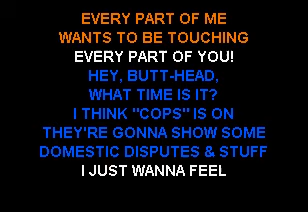 EVERY PART OF ME
WANTS TO BE TOUCHING
EVERY PART OF YOU!
HEY, BUTT-HEAD,
WHAT TIME IS IT?
I THINK "COPS" IS ON
THEY'RE GONNA SHOW SOME
DOMESTIC DISPUTES & STUFF
I JUST WANNA FEEL